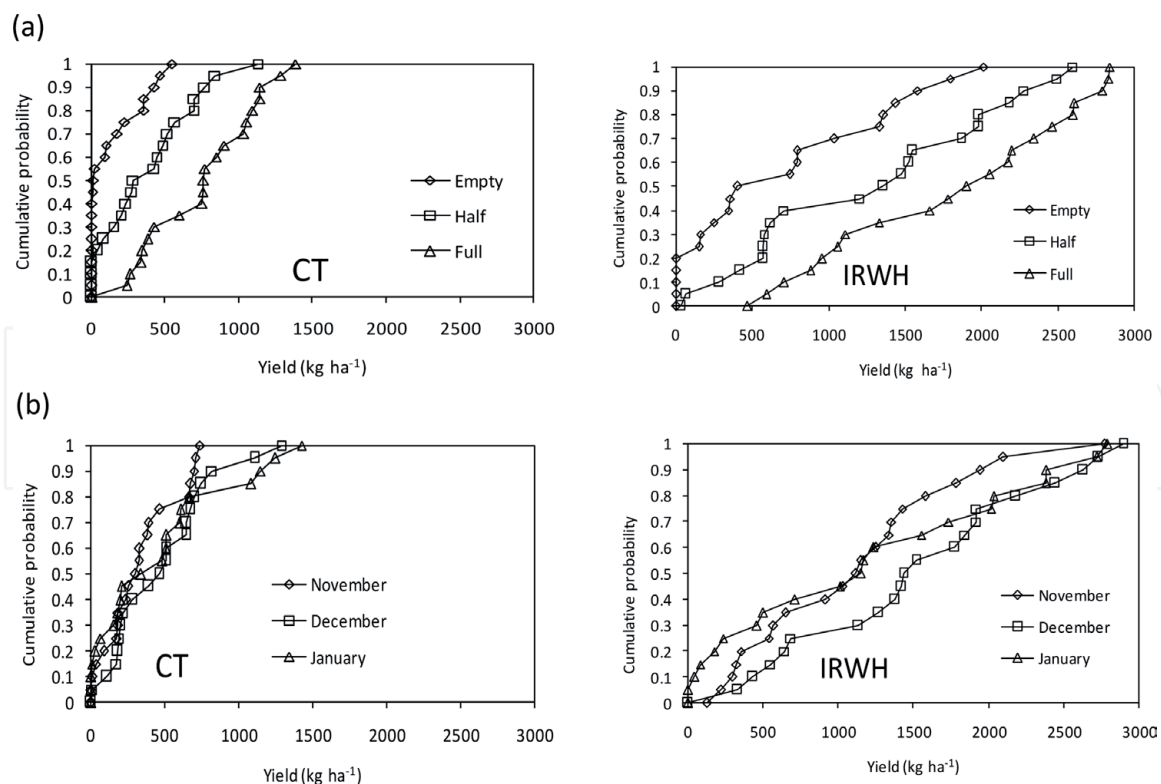 (a)
Cumulative probability
1
0.9
0.8
0.7
0.6
0.5
0.4
0.3
0.2
0.1
0
Empty
Half
Full
CT
0 500 1000 1500 2000 2500 3000
Yield (kg ha-1)
Cumulative probability
1
0.9
0.8
0.7
0.6
0.5
0.4
0.3
0.2
0.1
0
Empty
Half
Full
IRWH
0 500 1000 1500 2000 2500 3000
Yield (kg ha-1)
(b)
Cumulative probability
1
0.9
0.8
0.7
0.6
0.5
0.4
0.3
0.2
0.1
0
November
December
January
CT
0 500 1000 1500 2000 2500 3000
Yield (kg ha-1)
Cumulative probability
1
0.9
0.8
0.7
0.6
0.5
0.4
0.3
0.2
0.1
0
November
December
January
IRWH
0 500 1000 1500 2000 2500 3000
Yield (kg ha-1)